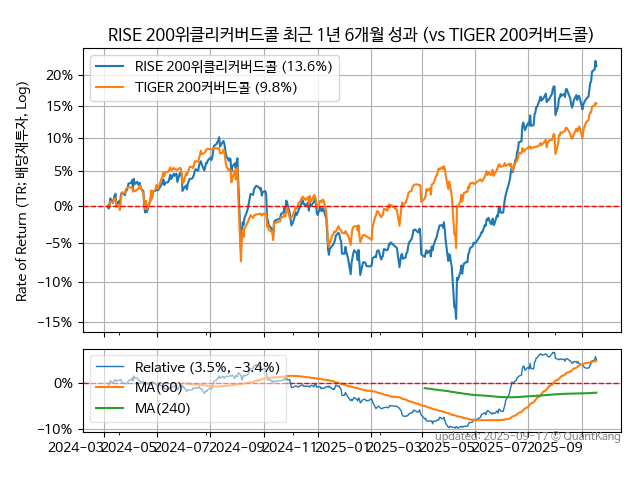 RISE 200위클리커버드콜 최근 1년 6개월 성과 (vs TIGER 200커버드콜)
RISE 200위클리커버드콜 (13.6%)
TIGER 200커버드콜 (9.8%)
Rate of Return (TR: 배당재투자, Log)
20%
15%
10%
5%
0%
−5%
−10%
−15%
Relative (3.5%, −3.4%)
MA(60)
MA(240)
0%
−10%
updated: 2025-09-17 © QuantKang
2024-03 2024-05 2024-07 2024-09 2024-11 2025-01 2025-03 2025-05 2025-07 2025-09